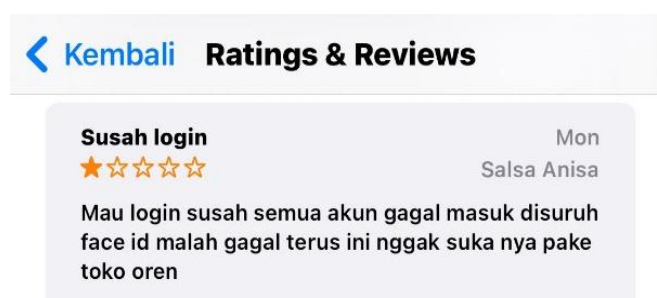 Kembali Ratings & Reviews
Susah login Mon
Salsa Anisa
Mau login susah semua akun gagal masuk disuruh
face id malah gagal terus ini nggak suka nya pake
toko oren